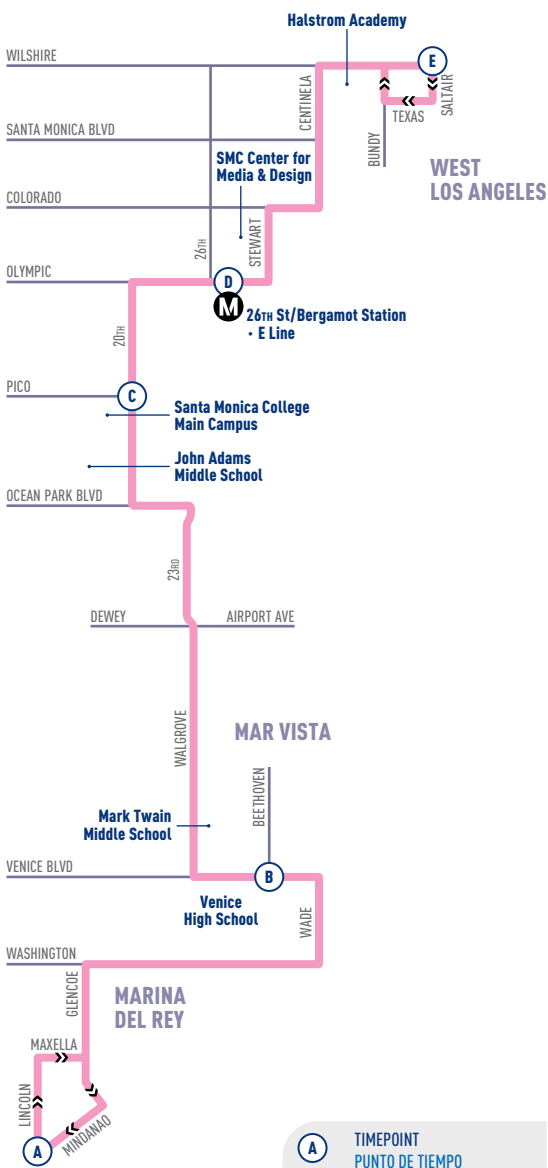 Halstrom Academy
WILSHIRE
E
CENTINELA
SALTAIR
TEXAS
BUNDY
SANTA MONICA BLVD
SMC Center for
Media & Design
WEST
LOS ANGELES
COLORADO
STEWART
26TH
OLYMPIC
D
M
26TH St/Bergamot Station
• E Line
20TH
PICO
C
Santa Monica College
Main Campus
John Adams
Middle School
OCEAN PARK BLVD
23RD
DEWEY
AIRPORT AVE
WALGROVE
MAR VISTA
BEETHOVEN
Mark Twain
Middle School
VENICE BLVD
B
Venice
High School
WADE
WASHINGTON
GLENCOE
MARINA
DEL REY
MAXELLA
LINCOLN
MINDANAO
A
A
TIMEPOINT
PUNTO DE TIEMPO